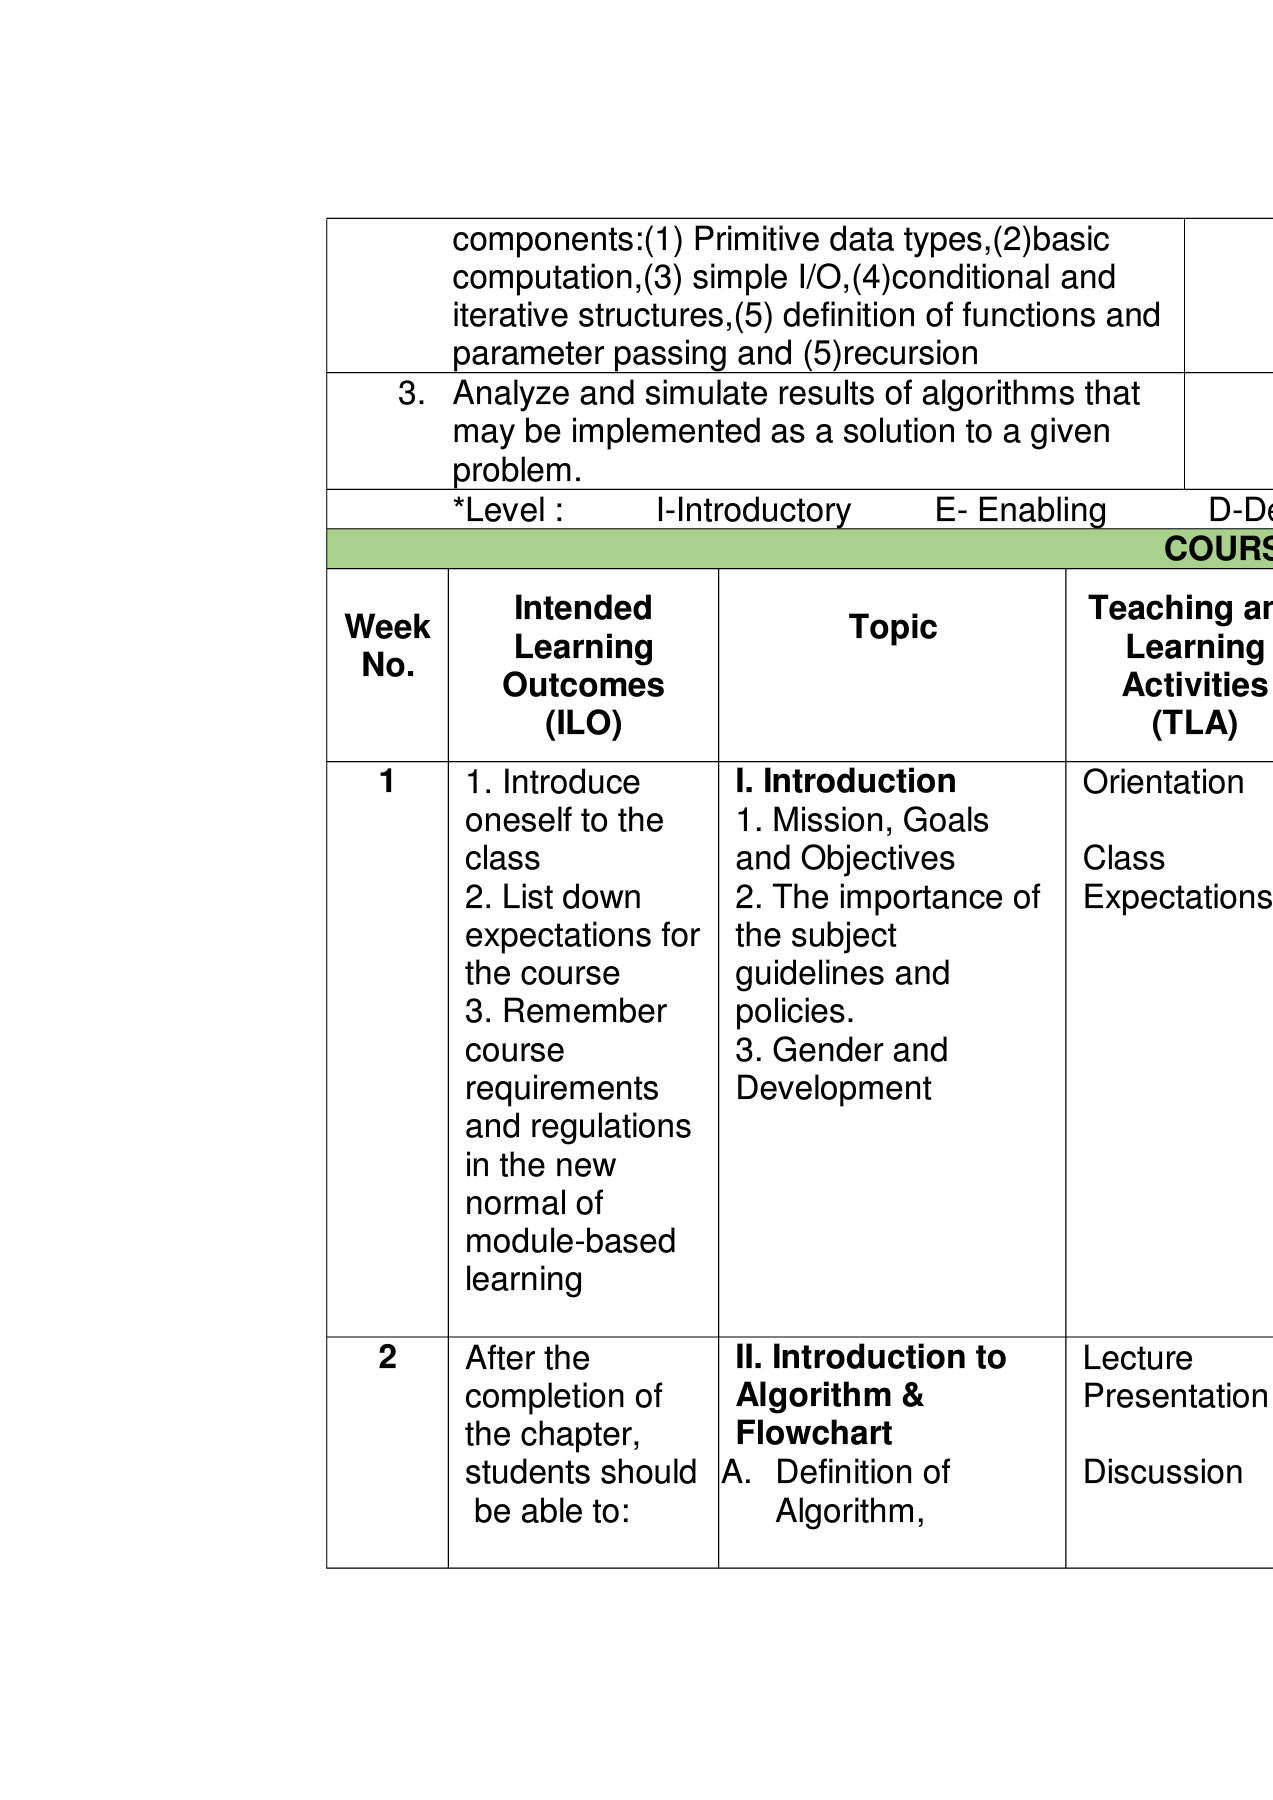 components:(1) Primitive data types,(2)basic
computation,(3) simple I/O,(4)conditional and
iterative structures,(5) definition of functions and
parameter passing and (5)recursion
3. Analyze and simulate results of algorithms that
may be implemented as a solution to a given
problem.
*Level : I-Introductory E- Enabling D-De
COURS
Week
No.
Intended
Learning
Outcomes
(ILO)
Topic
Teaching an
Learning
Activities
(TLA)
1
1. Introduce
oneself to the
class
2. List down
expectations for
the course
3. Remember
course
requirements
and regulations
in the new
normal of
module-based
learning
I. Introduction
1. Mission, Goals
and Objectives
2. The importance of
the subject
guidelines and
policies.
3. Gender and
Development
Orientation
Class
Expectations
2
After the
completion of
the chapter,
students should
be able to:
II. Introduction to
Algorithm &
Flowchart
A. Definition of
Algorithm,
Lecture
Presentation
Discussion